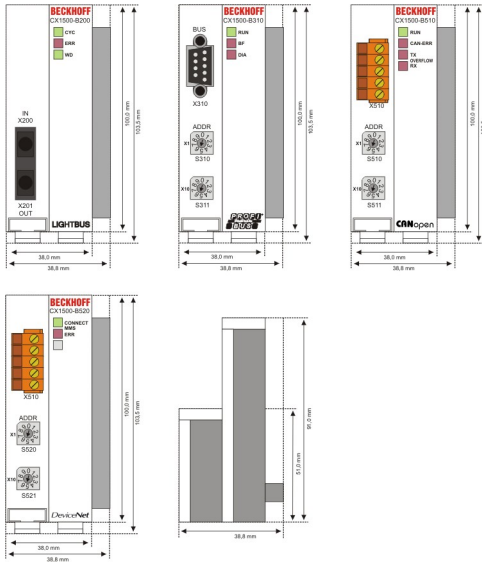 BECKHOFF
CX1500-B200
CYC
ERR
WD
IN
X200
X201
OUT
LIGHTBUS
100,0 mm
103,5 mm
38,0 mm
38,8 mm
BECKHOFF
CX1500-B310
BUS
RUN
BF
DIA
X310
ADDR
X1
S310
X10
S311
PROFI
BUS
100,0 mm
103,5 mm
38,0 mm
38,8 mm
BECKHOFF
CX1500-B510
RUN
CAN-ERR
TX
OVERFLOW
RX
X510
ADDR
X1
S510
X10
S511
CANopen
100,0 mm
38,0 mm
38,8 mm
BECKHOFF
CX1500-B520
CONNECT
MMS
ERR
X510
ADDR
X1
S520
X10
S521
DeviceNet
100,0 mm
103,5 mm
38,0 mm
38,8 mm
51,0 mm
91,0 mm
38,8 mm